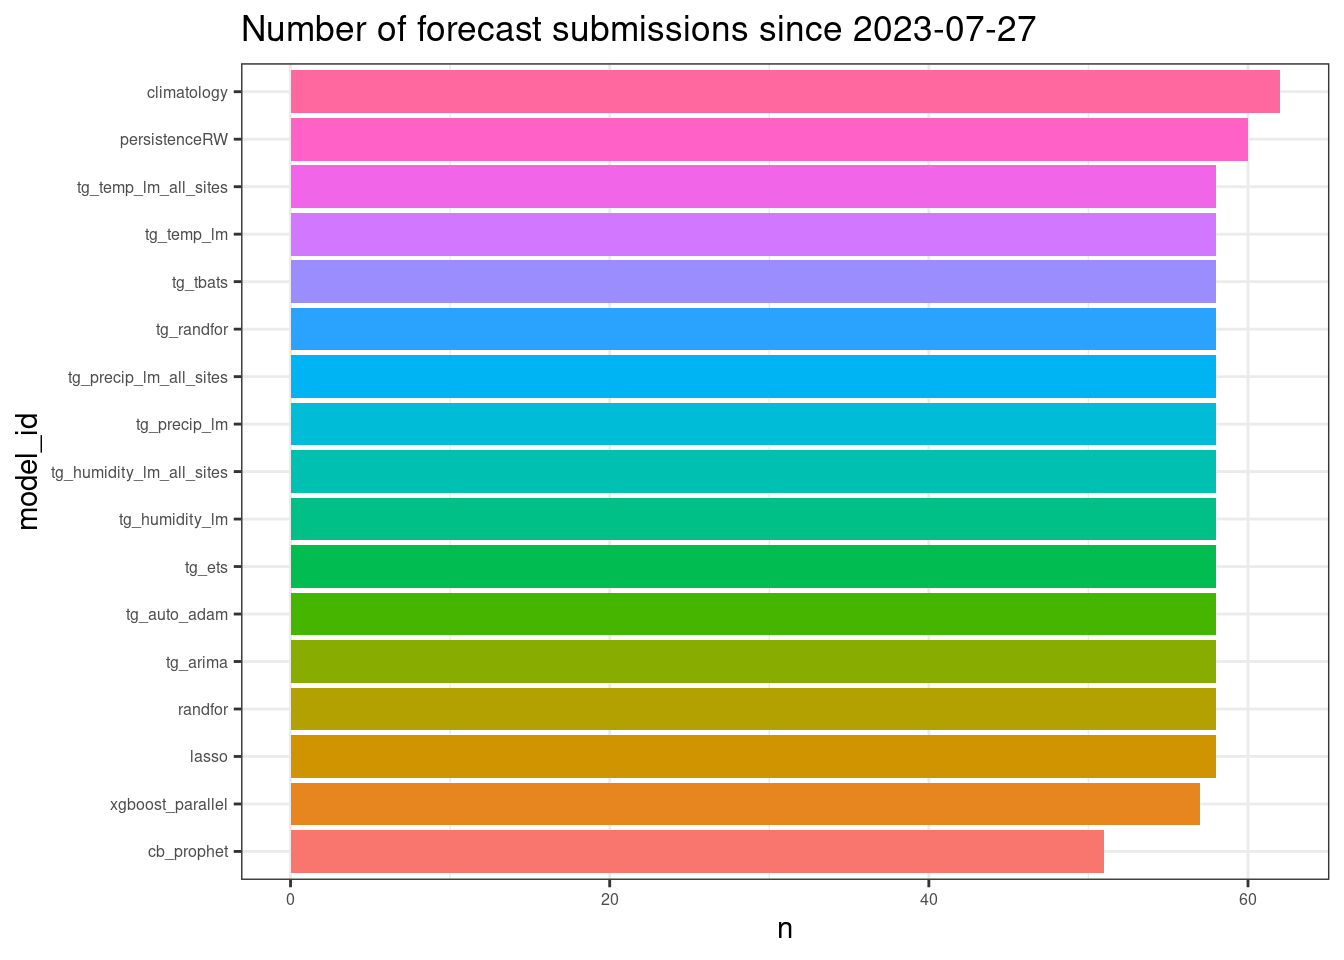 Number of forecast submissions since 2023-07-27
climatology
persistenceRW
tg_temp_lm_all_sites
tg_temp_lm
tg_tbats
tg_randfor
tg_precip_lm_all_sites
tg_precip_lm
tg_humidity_lm_all_sites
tg_humidity_lm
tg_ets
tg_auto_adam
tg_arima
randfor
lasso
xgboost_parallel
cb_prophet
model_id
0 20 40 60
n